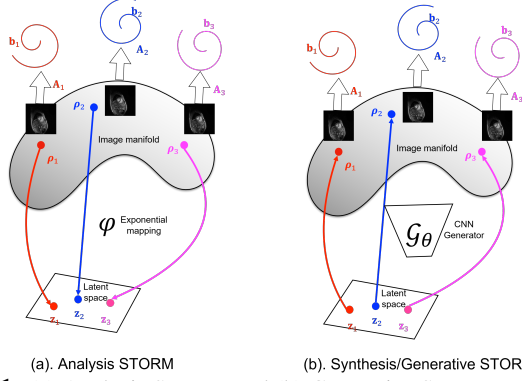 b₁
b₂
b₃
A₁
A₂
A₃
ρ₁
ρ₂
ρ₃
Image manifold
φ
Exponential
mapping
Latent
space
z₁
z₂
z₃
(a). Analysis STORM
b₁
b₂
b₃
A₁
A₂
A₃
ρ₁
ρ₂
ρ₃
Image manifold
𝒢θ
CNN
Generator
Latent
space
z₁
z₂
z₃
(b). Synthesis/Generative STOR